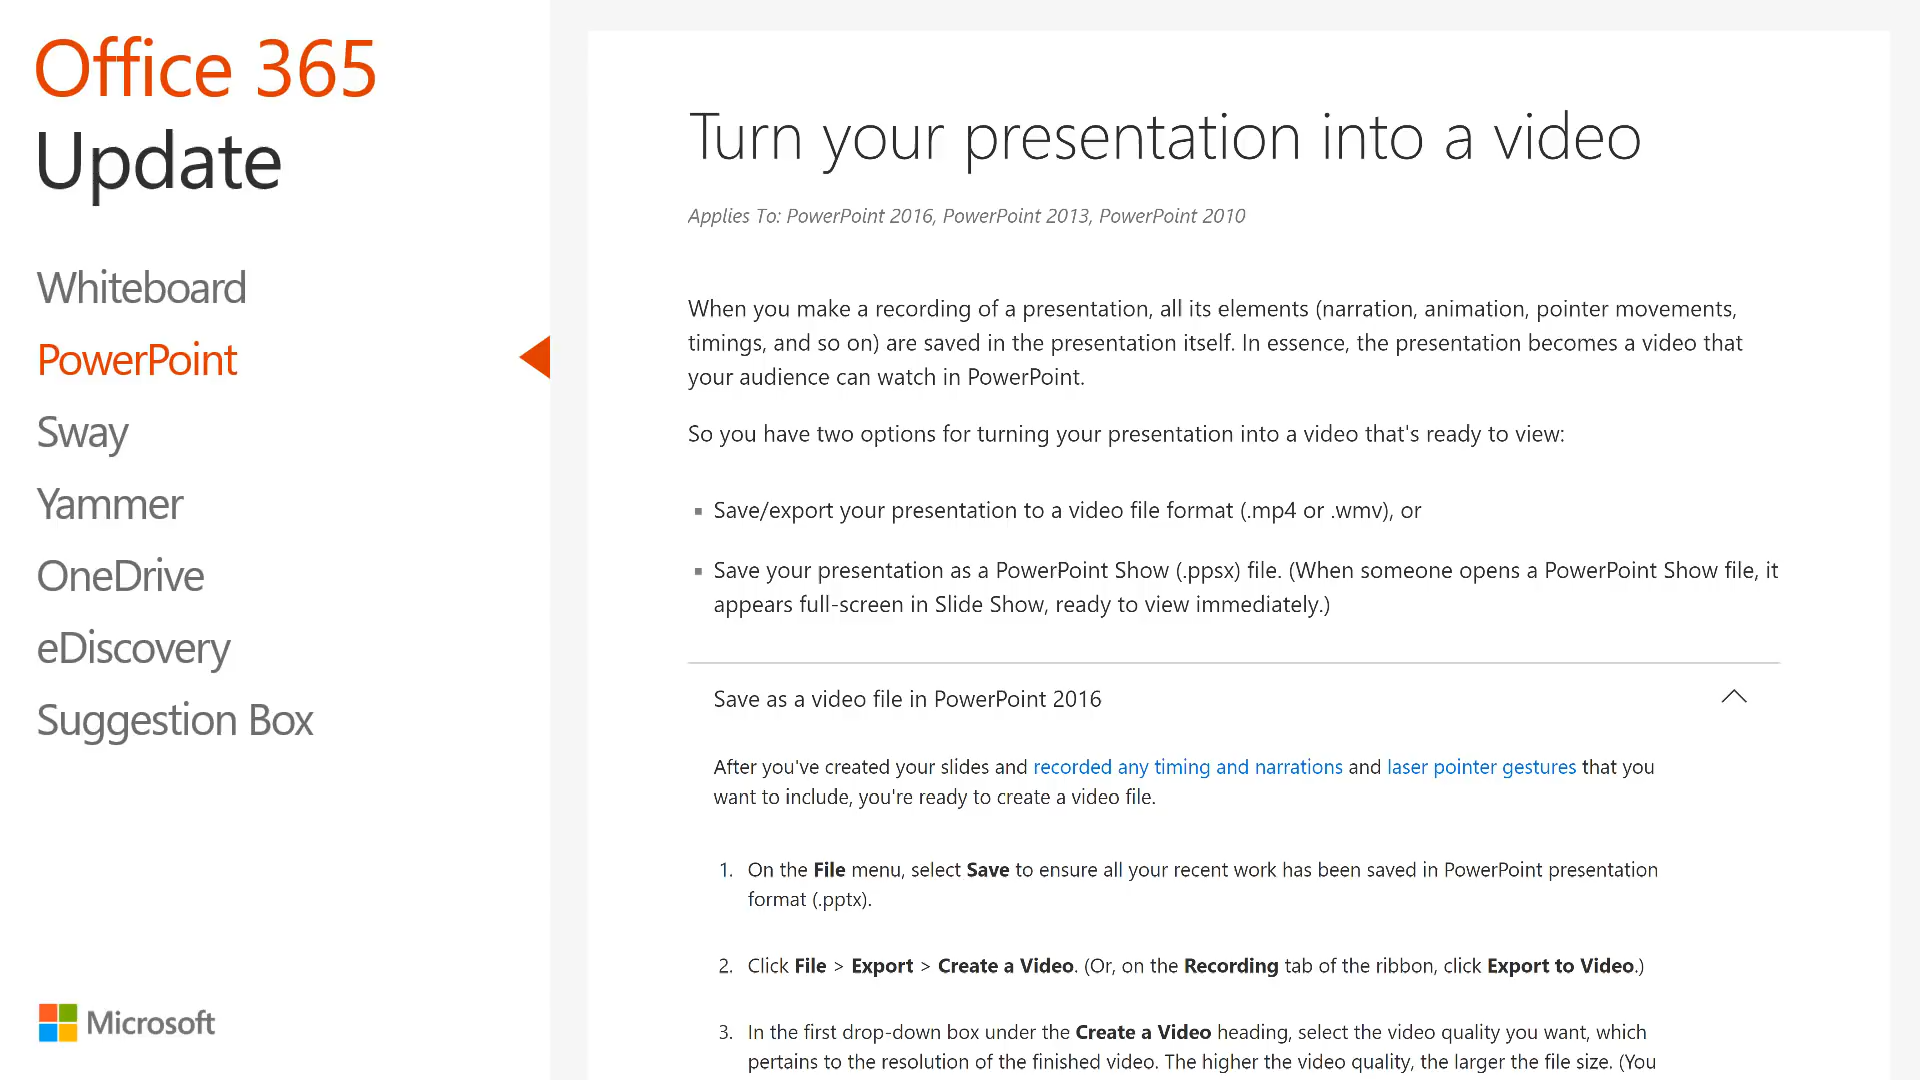 Office 365
Update
Whiteboard
PowerPoint
Sway
Yammer
OneDrive
eDiscovery
Suggestion Box
Microsoft
Turn your presentation into a video
Applies To: PowerPoint 2016, PowerPoint 2013, PowerPoint 2010
When you make a recording of a presentation, all its elements (narration, animation, pointer movements,
timings, and so on) are saved in the presentation itself. In essence, the presentation becomes a video that
your audience can watch in PowerPoint.
So you have two options for turning your presentation into a video that's ready to view:
▪ Save/export your presentation to a video file format (.mp4 or .wmv), or
▪ Save your presentation as a PowerPoint Show (.ppsx) file. (When someone opens a PowerPoint Show file, it
appears full-screen in Slide Show, ready to view immediately.)
Save as a video file in PowerPoint 2016
After you've created your slides and recorded any timing and narrations and laser pointer gestures that you
want to include, you're ready to create a video file.
1. On the File menu, select Save to ensure all your recent work has been saved in PowerPoint presentation
format (.pptx).
2. Click File > Export > Create a Video. (Or, on the Recording tab of the ribbon, click Export to Video.)
3. In the first drop-down box under the Create a Video heading, select the video quality you want, which
pertains to the resolution of the finished video. The higher the video quality, the larger the file size. (You